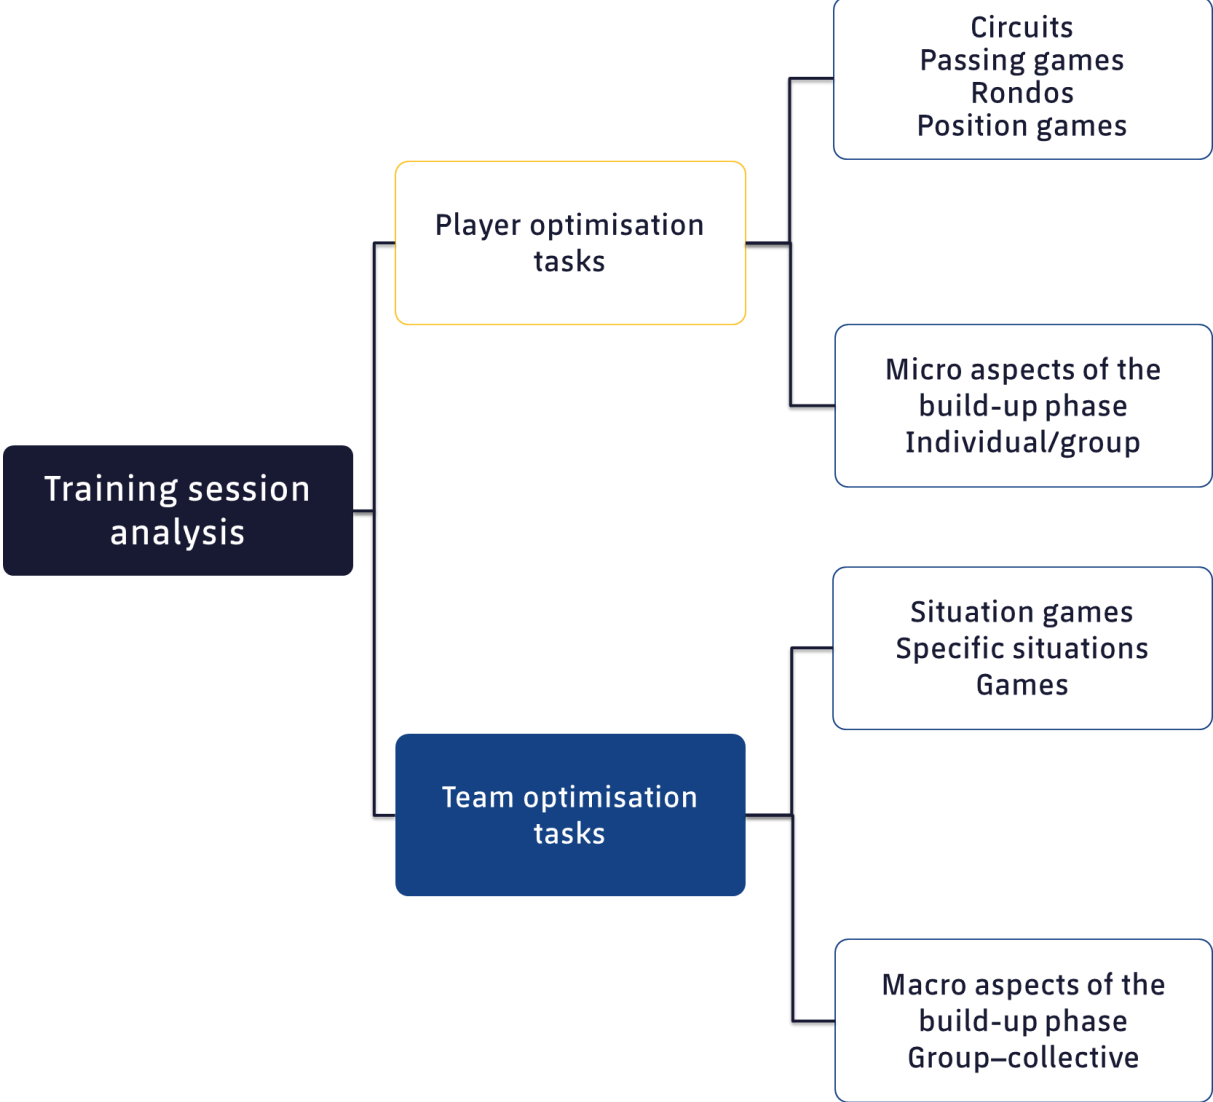 Training session
analysis
Player optimisation
tasks
Circuits
Passing games
Rondos
Position games
Micro aspects of the
build-up phase
Individual/group
Team optimisation
tasks
Situation games
Specific situations
Games
Macro aspects of the
build-up phase
Group–collective